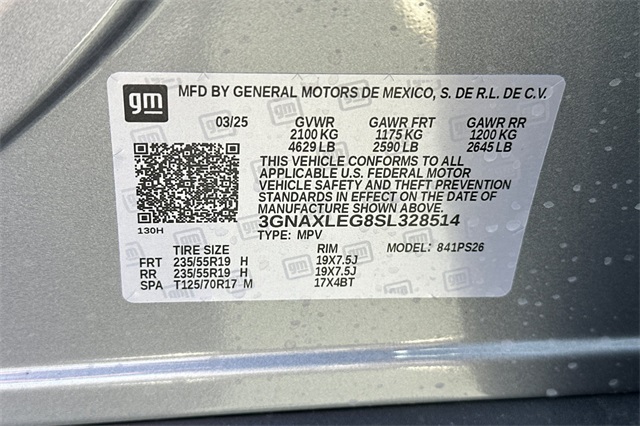 gm MFD BY GENERAL MOTORS DE MEXICO, S. DE R.L. DE C.V.
03/25 GVWR GAWR FRT GAWR RR
2100 KG 1175 KG 1200 KG
4629 LB 2590 LB 2645 LB
THIS VEHICLE CONFORMS TO ALL
APPLICABLE U.S. FEDERAL MOTOR
VEHICLE SAFETY AND THEFT PREVENTION
STANDARDS IN EFFECT ON THE DATE OF
MANUFACTURE SHOWN ABOVE.
3GNAXLEG8SL328514
130H
TYPE: MPV
TIRE SIZE RIM MODEL: 841PS26
FRT 235/55R19 H 19X7.5J
RR 235/55R19 H 19X7.5J
SPA T125/70R17 M 17X4BT